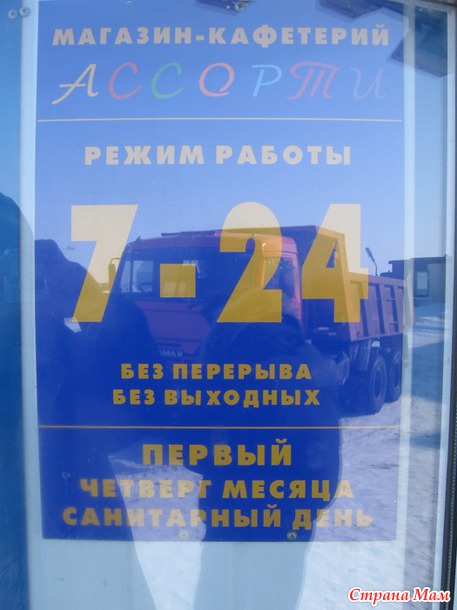 МАГАЗИН-КАФЕТЕРИЙ
АССОРТИ
РЕЖИМ РАБОТЫ
7-24
БЕЗ ПЕРЕРЫВА
БЕЗ ВЫХОДНЫХ
ПЕРВЫЙ
ЧЕТВЕРГ МЕСЯЦА
САНИТАРНЫЙ ДЕНЬ
Страна Мам